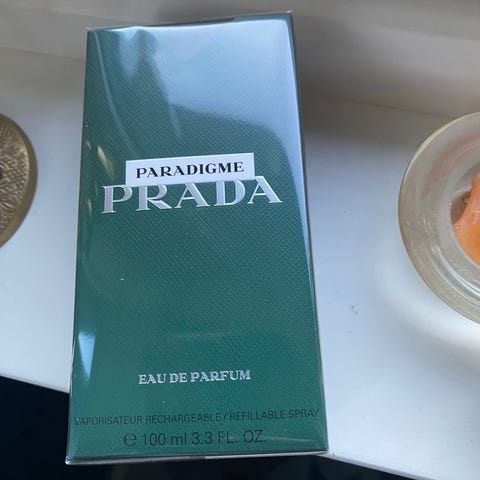 PARADIGME
PRADA
EAU DE PARFUM
VAPORISATEUR RECHARGEABLE / REFILLABLE SPRAY
℮ 100 ml 3.3 FL. OZ.